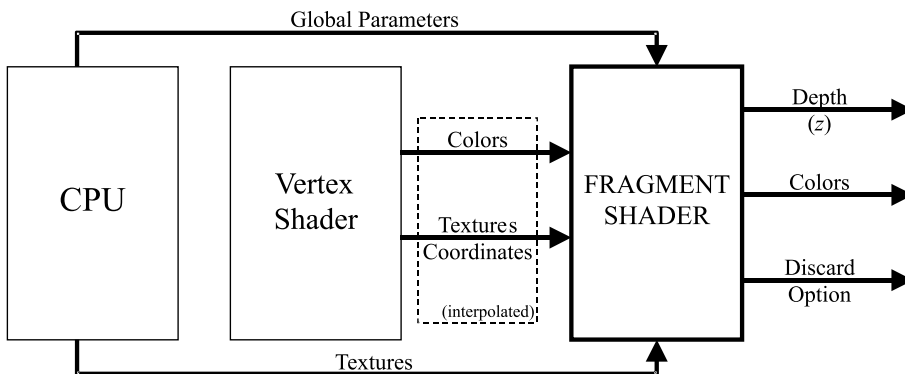 Global Parameters
CPU
Vertex
Shader
Colors
Textures
Coordinates
(interpolated)
FRAGMENT
SHADER
Depth
(z)
Colors
Discard
Option
Textures